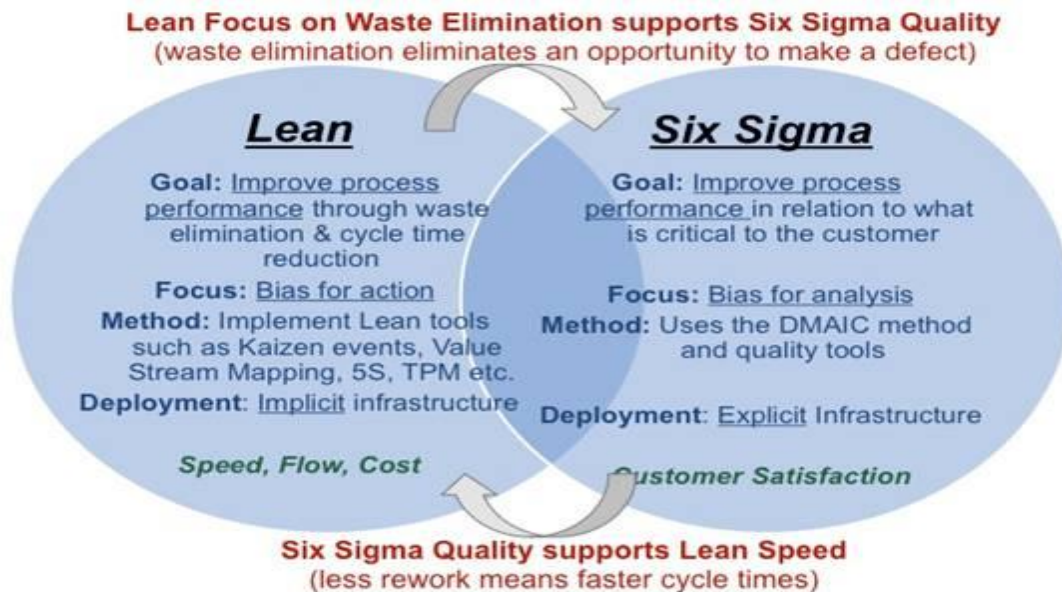 Lean Focus on Waste Elimination supports Six Sigma Quality
(waste elimination eliminates an opportunity to make a defect)
Lean
Goal: Improve process
performance through waste
elimination & cycle time
reduction
Focus: Bias for action
Method: Implement Lean tools
such as Kaizen events, Value
Stream Mapping, 5S, TPM etc.
Deployment: Implicit infrastructure
Speed, Flow, Cost
Six Sigma
Goal: Improve process
performance in relation to what
is critical to the customer
Focus: Bias for analysis
Method: Uses the DMAIC method
and quality tools
Deployment: Explicit Infrastructure
Customer Satisfaction
Six Sigma Quality supports Lean Speed
(less rework means faster cycle times)